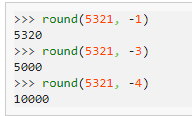 >>> round(5321, -1)
5320
>>> round(5321, -3)
5000
>>> round(5321, -4)
10000